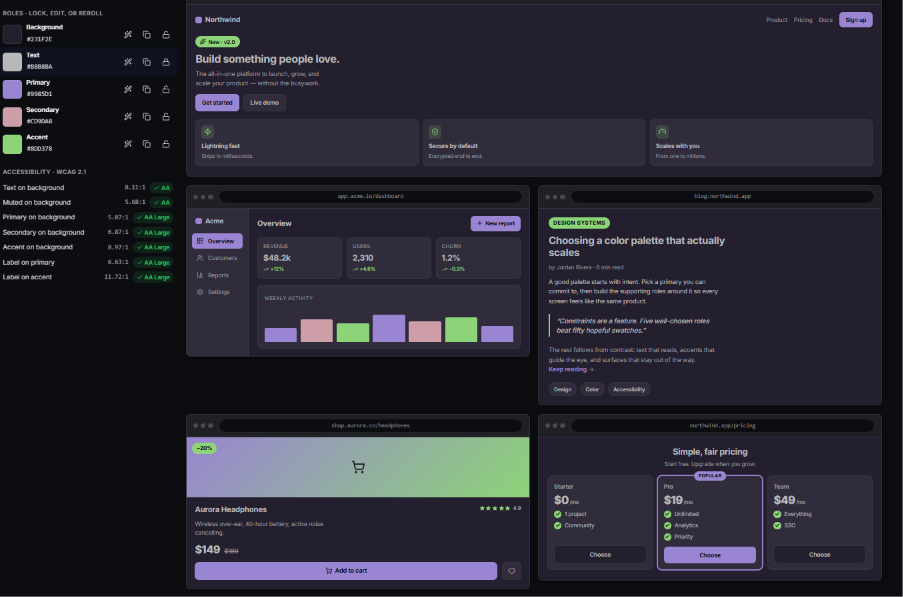 ROLES - LOCK, EDIT, OR REROLL
Background
#231F2E
Text
#B8B8BA
Primary
#9985D1
Secondary
#CD9DA8
Accent
#8DD378
ACCESSIBILITY - WCAG 2.1
Text on background 8.11:1 AA
Muted on background 5.68:1 AA
Primary on background 5.07:1 AA Large
Secondary on background 6.87:1 AA Large
Accent on background 8.97:1 AA Large
Label on primary 6.63:1 AA Large
Label on accent 11.72:1 AA Large
Northwind
Product Pricing Docs Sign up
New · v2.0
Build something people love.
The all-in-one platform to launch, grow, and
scale your product — without the busywork.
Get started Live demo
Lightning fast
Ships in milliseconds.
Secure by default
Encrypted end to end.
Scales with you
From one to millions.
app.acme.io/dashboard
Acme
Overview
Customers
Reports
Settings
Overview
New report
REVENUE
$48.2k
+12%
USERS
2,310
+4.6%
CHURN
1.2%
-0.3%
WEEKLY ACTIVITY
blog.northwind.app
DESIGN SYSTEMS
Choosing a color palette that actually
scales
by Jordan Rivera · 6 min read
A good palette starts with intent. Pick a primary you can
commit to, then build the supporting roles around it so every
screen feels like the same product.
"Constraints are a feature. Five well-chosen roles
beat fifty hopeful swatches."
The rest follows from contrast: text that reads, accents that
guide the eye, and surfaces that stay out of the way.
Keep reading →
Design Color Accessibility
shop.aurora.co/headphones
-20%
Aurora Headphones
★★★★★ 4.9
Wireless over-ear, 40-hour battery, active noise
cancelling.
$149 $189
Add to cart
northwind.app/pricing
Simple, fair pricing
Start free. Upgrade when you grow.
Starter
$0/mo
1 project
Community
Choose
POPULAR
Pro
$19/mo
Unlimited
Analytics
Priority
Choose
Team
$49/mo
Everything
SSO
Choose